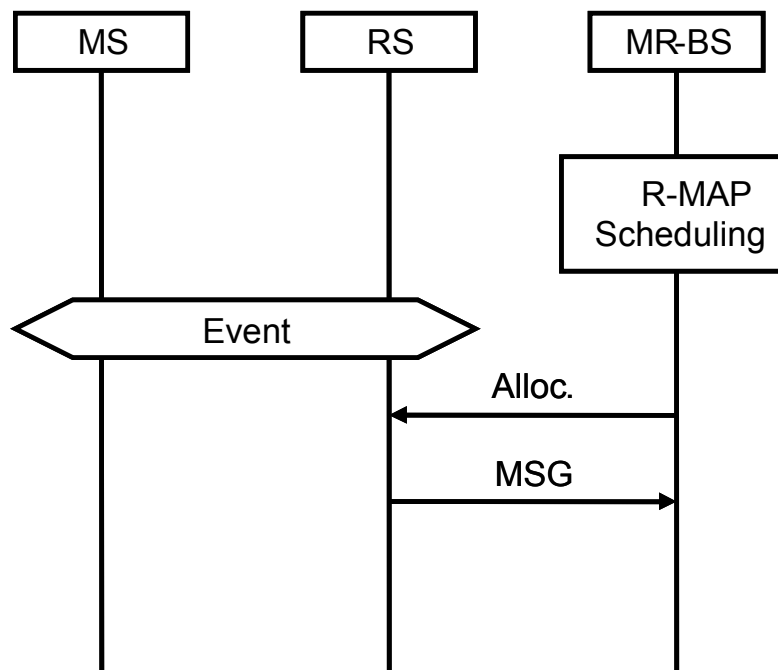 MS
RS
MR-BS
R-MAP
Scheduling
Event
Alloc.
MSG